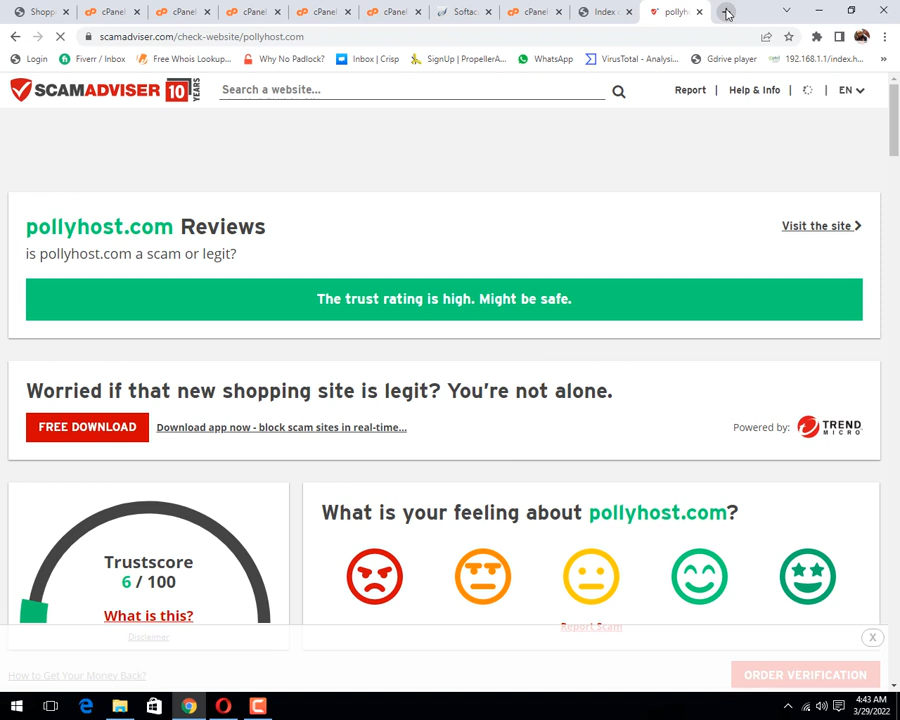 Shopp
cPanel
cPanel
cPanel
cPanel
cPanel
Softac
cPanel
Index
pollyh
scamadviser.com/check-website/pollyhost.com
Login
Fiverr / Inbox
Free Whois Lookup...
Why No Padlock?
Inbox | Crisp
SignUp | PropellerA...
WhatsApp
VirusTotal - Analysi...
Gdrive player
192.168.1.1/index.h...
»
SCAMADVISER 10 YEARS
Search a website...
Report | Help & Info | | EN
pollyhost.com Reviews
Visit the site
is pollyhost.com a scam or legit?
The trust rating is high. Might be safe.
Worried if that new shopping site is legit? You're not alone.
FREE DOWNLOAD
Download app now - block scam sites in real-time...
Powered by: TREND MICRO
Trustscore
6 / 100
What is this?
Disclaimer
What is your feeling about pollyhost.com?
Report Scam
X
How to Get Your Money Back?
ORDER VERIFICATION
4:43 AM
3/29/2022